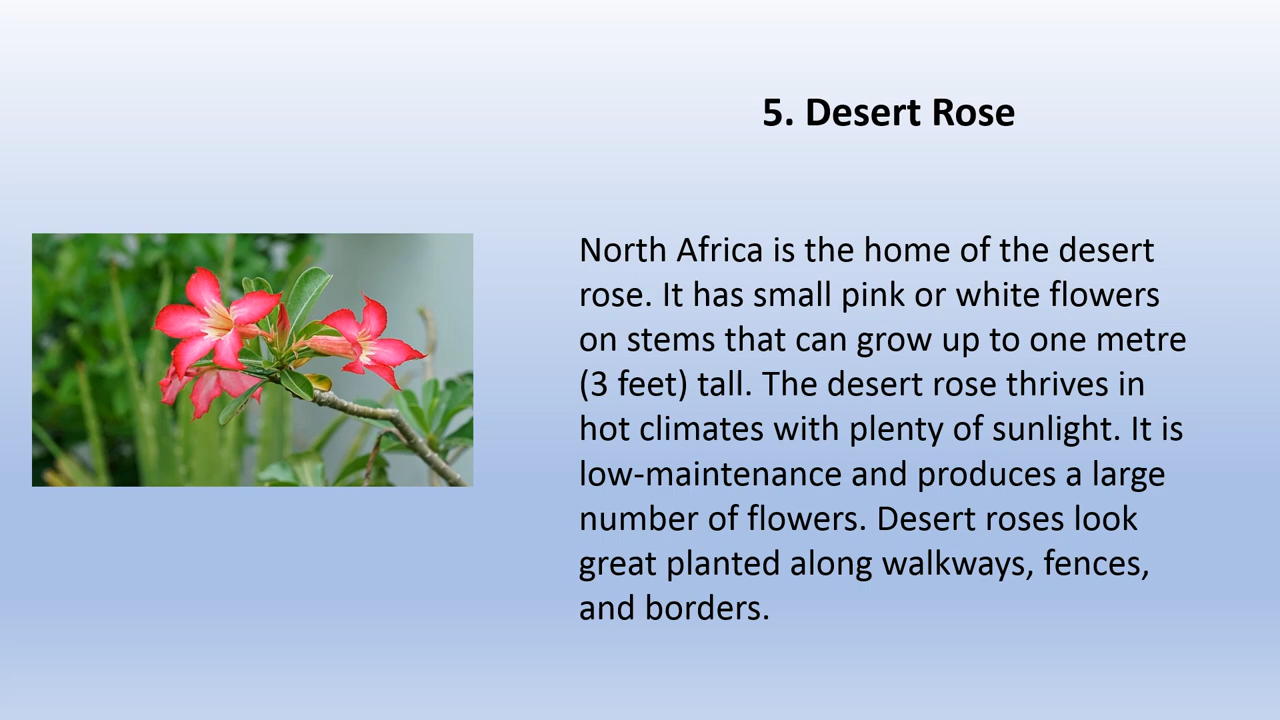 5. Desert Rose
North Africa is the home of the desert
rose. It has small pink or white flowers
on stems that can grow up to one metre
(3 feet) tall. The desert rose thrives in
hot climates with plenty of sunlight. It is
low-maintenance and produces a large
number of flowers. Desert roses look
great planted along walkways, fences,
and borders.